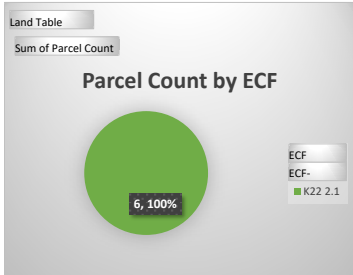 Land Table
Sum of Parcel Count
Parcel Count by ECF
6, 100%
ECF
ECF-
K22 2.1